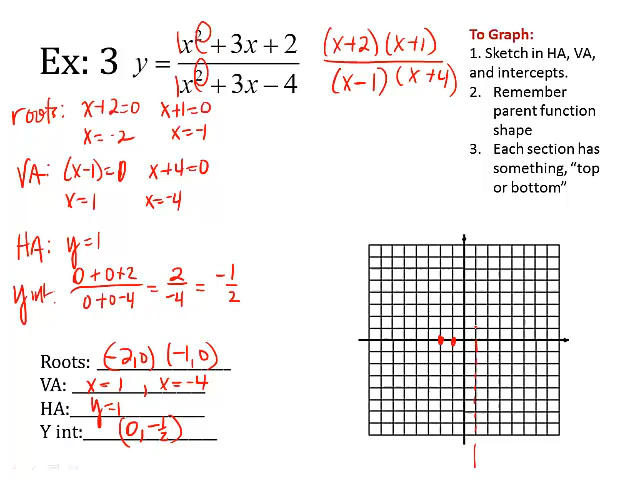 Ex: 3 y = (x² + 3x + 2)/(x² + 3x − 4) 1 1 (x+2)(x+1)/(x−1)(x+4)
To Graph:
1. Sketch in HA, VA,
and intercepts.
2. Remember
parent function
shape
3. Each section has
something, “top
or bottom”
roots: x+2=0 x+1=0
x=-2 x=-1
VA: (x-1)=0 x+4=0
x=1 x=-4
HA: y=1
y int: (0+0+2)/(0+0-4) = 2/-4 = -1/2
Roots: (-2,0) (-1,0)
VA: x=1 , x=-4
HA: y=1
Y int: (0, -1/2)